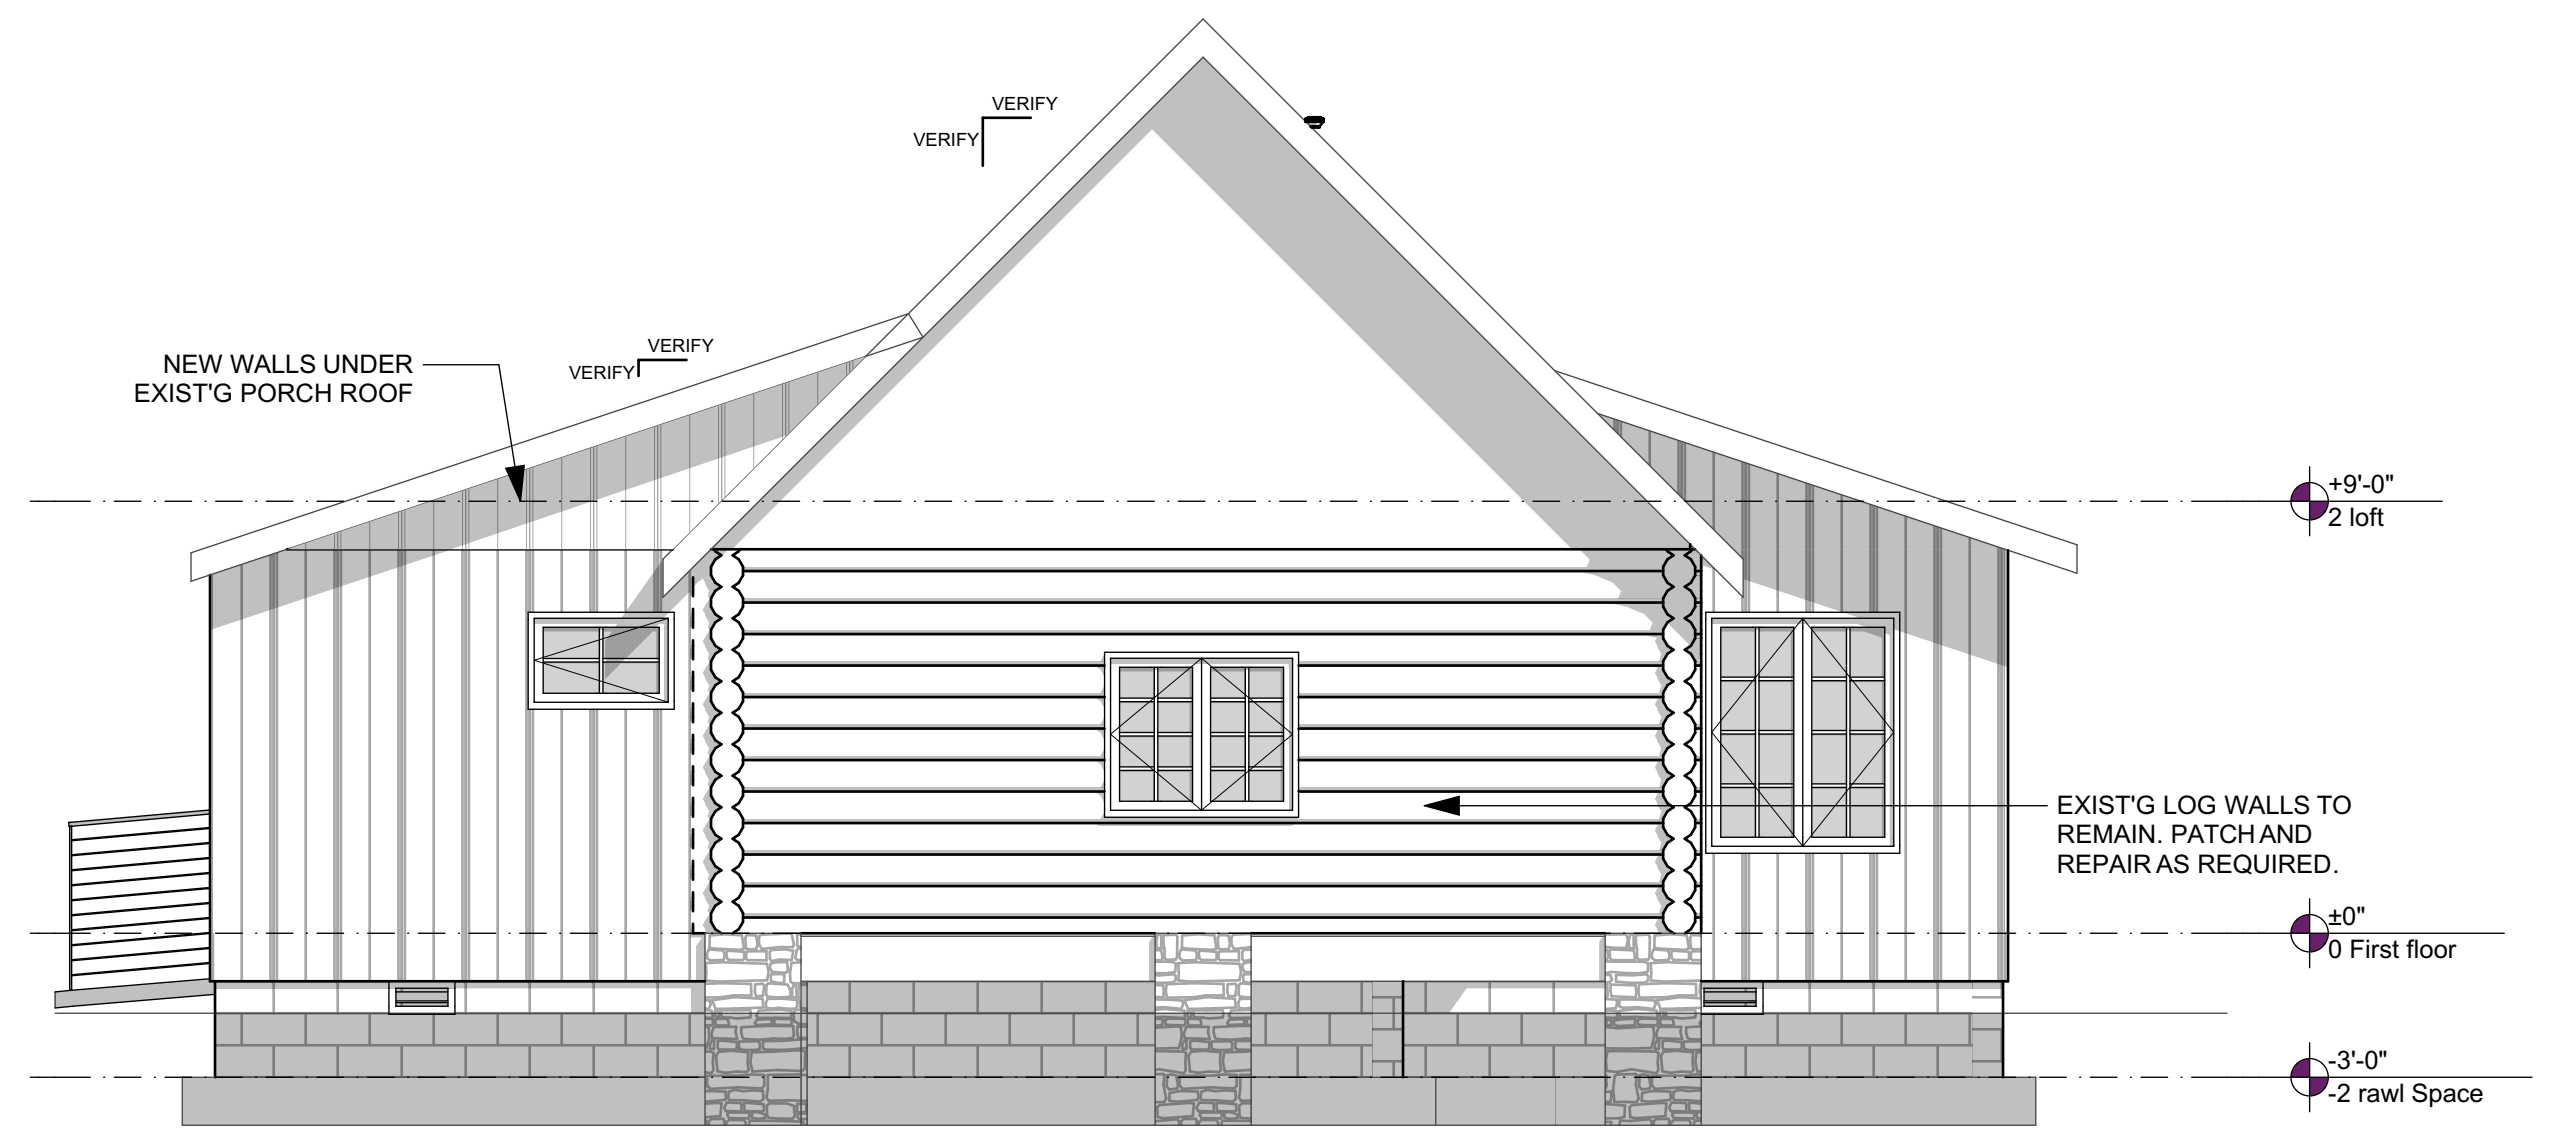 VERIFY
VERIFY
VERIFY
VERIFY
NEW WALLS UNDER
EXIST'G PORCH ROOF
+9'-0"
2 loft
EXIST'G LOG WALLS TO
REMAIN. PATCH AND
REPAIR AS REQUIRED.
±0"
0 First floor
-3'-0"
-2 rawl Space